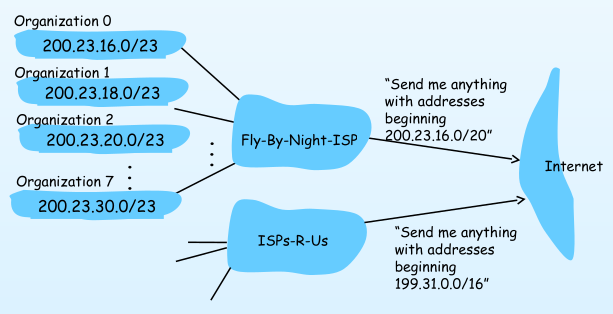 Organization 0
200.23.16.0/23
Organization 1
200.23.18.0/23
Organization 2
200.23.20.0/23
Organization 7
200.23.30.0/23
Fly-By-Night-ISP
“Send me anything
with addresses
beginning
200.23.16.0/20”
Internet
ISPs-R-Us
“Send me anything
with addresses
beginning
199.31.0.0/16”